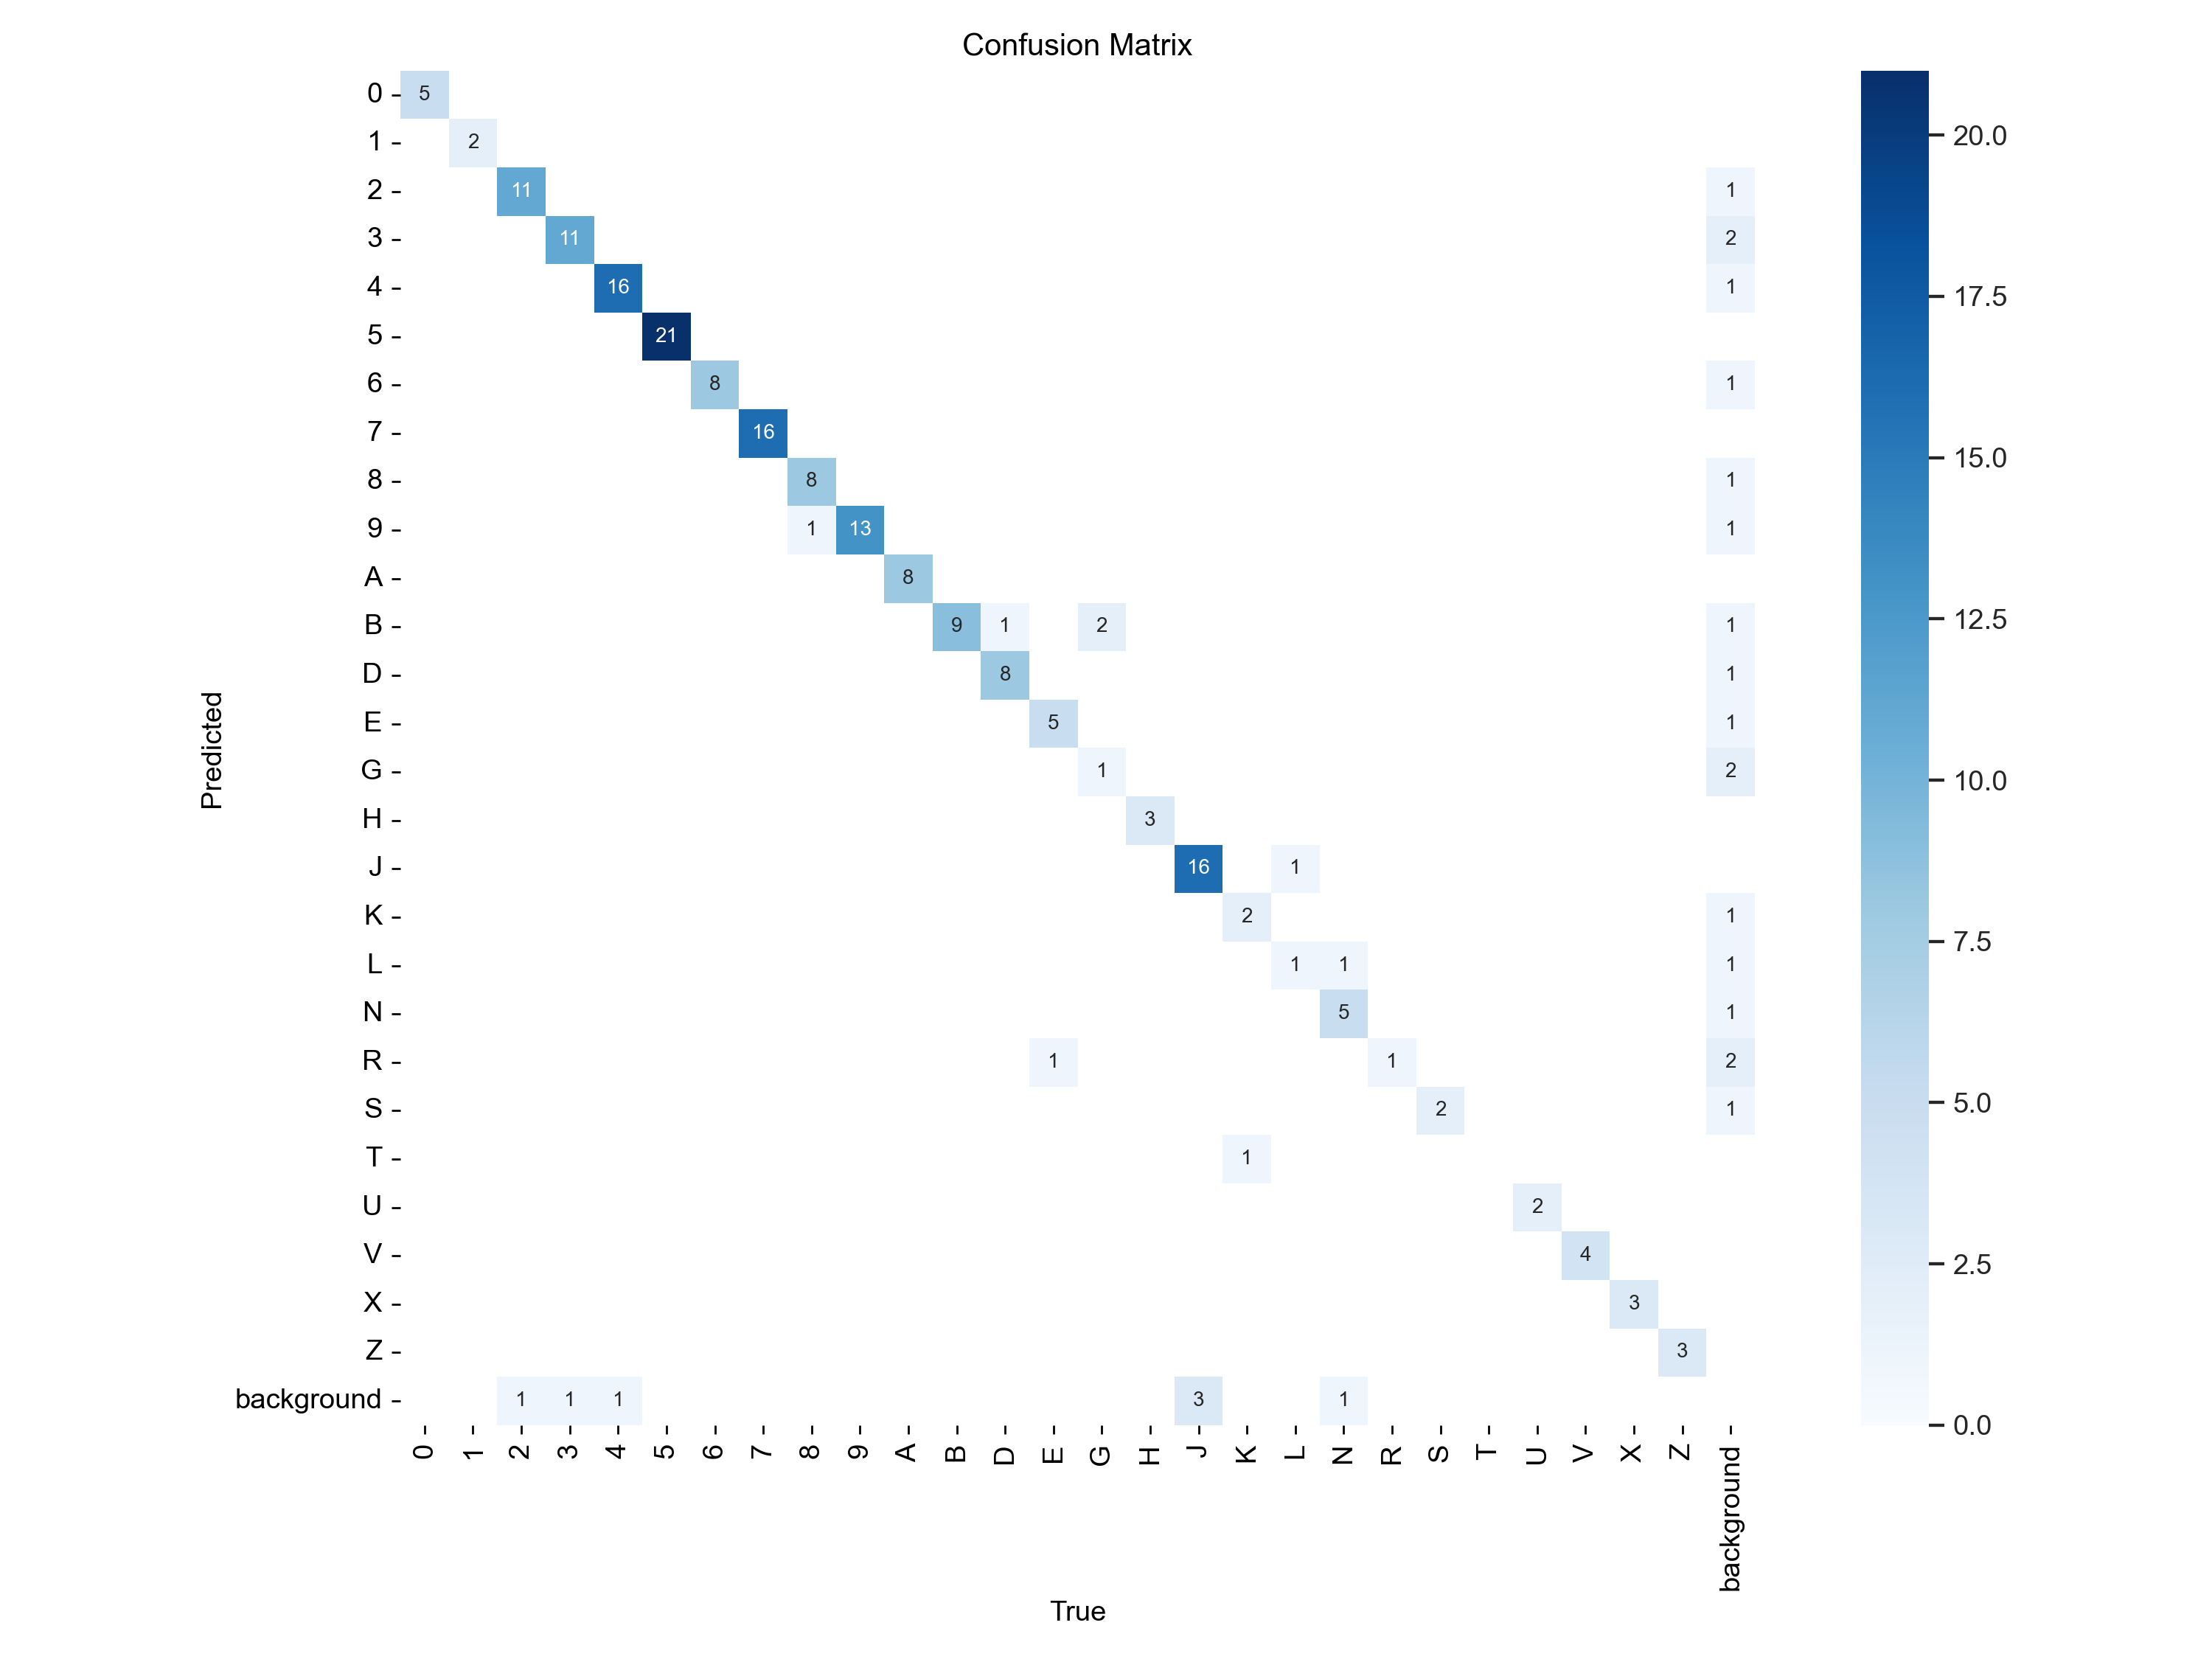 Confusion Matrix
0 5
1 2
2 11 1
3 11 2
4 16 1
5 21
6 8 1
7 16
8 8 1
9 1 13 1
A 8
B 9 1 2 1
D 8 1
E 5 1
G 1 2
H 3
J 16 1
K 2 1
L 1 1 1
N 5 1
R 1 1 2
S 2 1
T 1
U 2
V 4
X 3
Z 3
background 1 1 1 3 1
0 1 2 3 4 5 6 7 8 9 A B D E G H J K L N R S T U V X Z background
Predicted
True
20.0
17.5
15.0
12.5
10.0
7.5
5.0
2.5
0.0